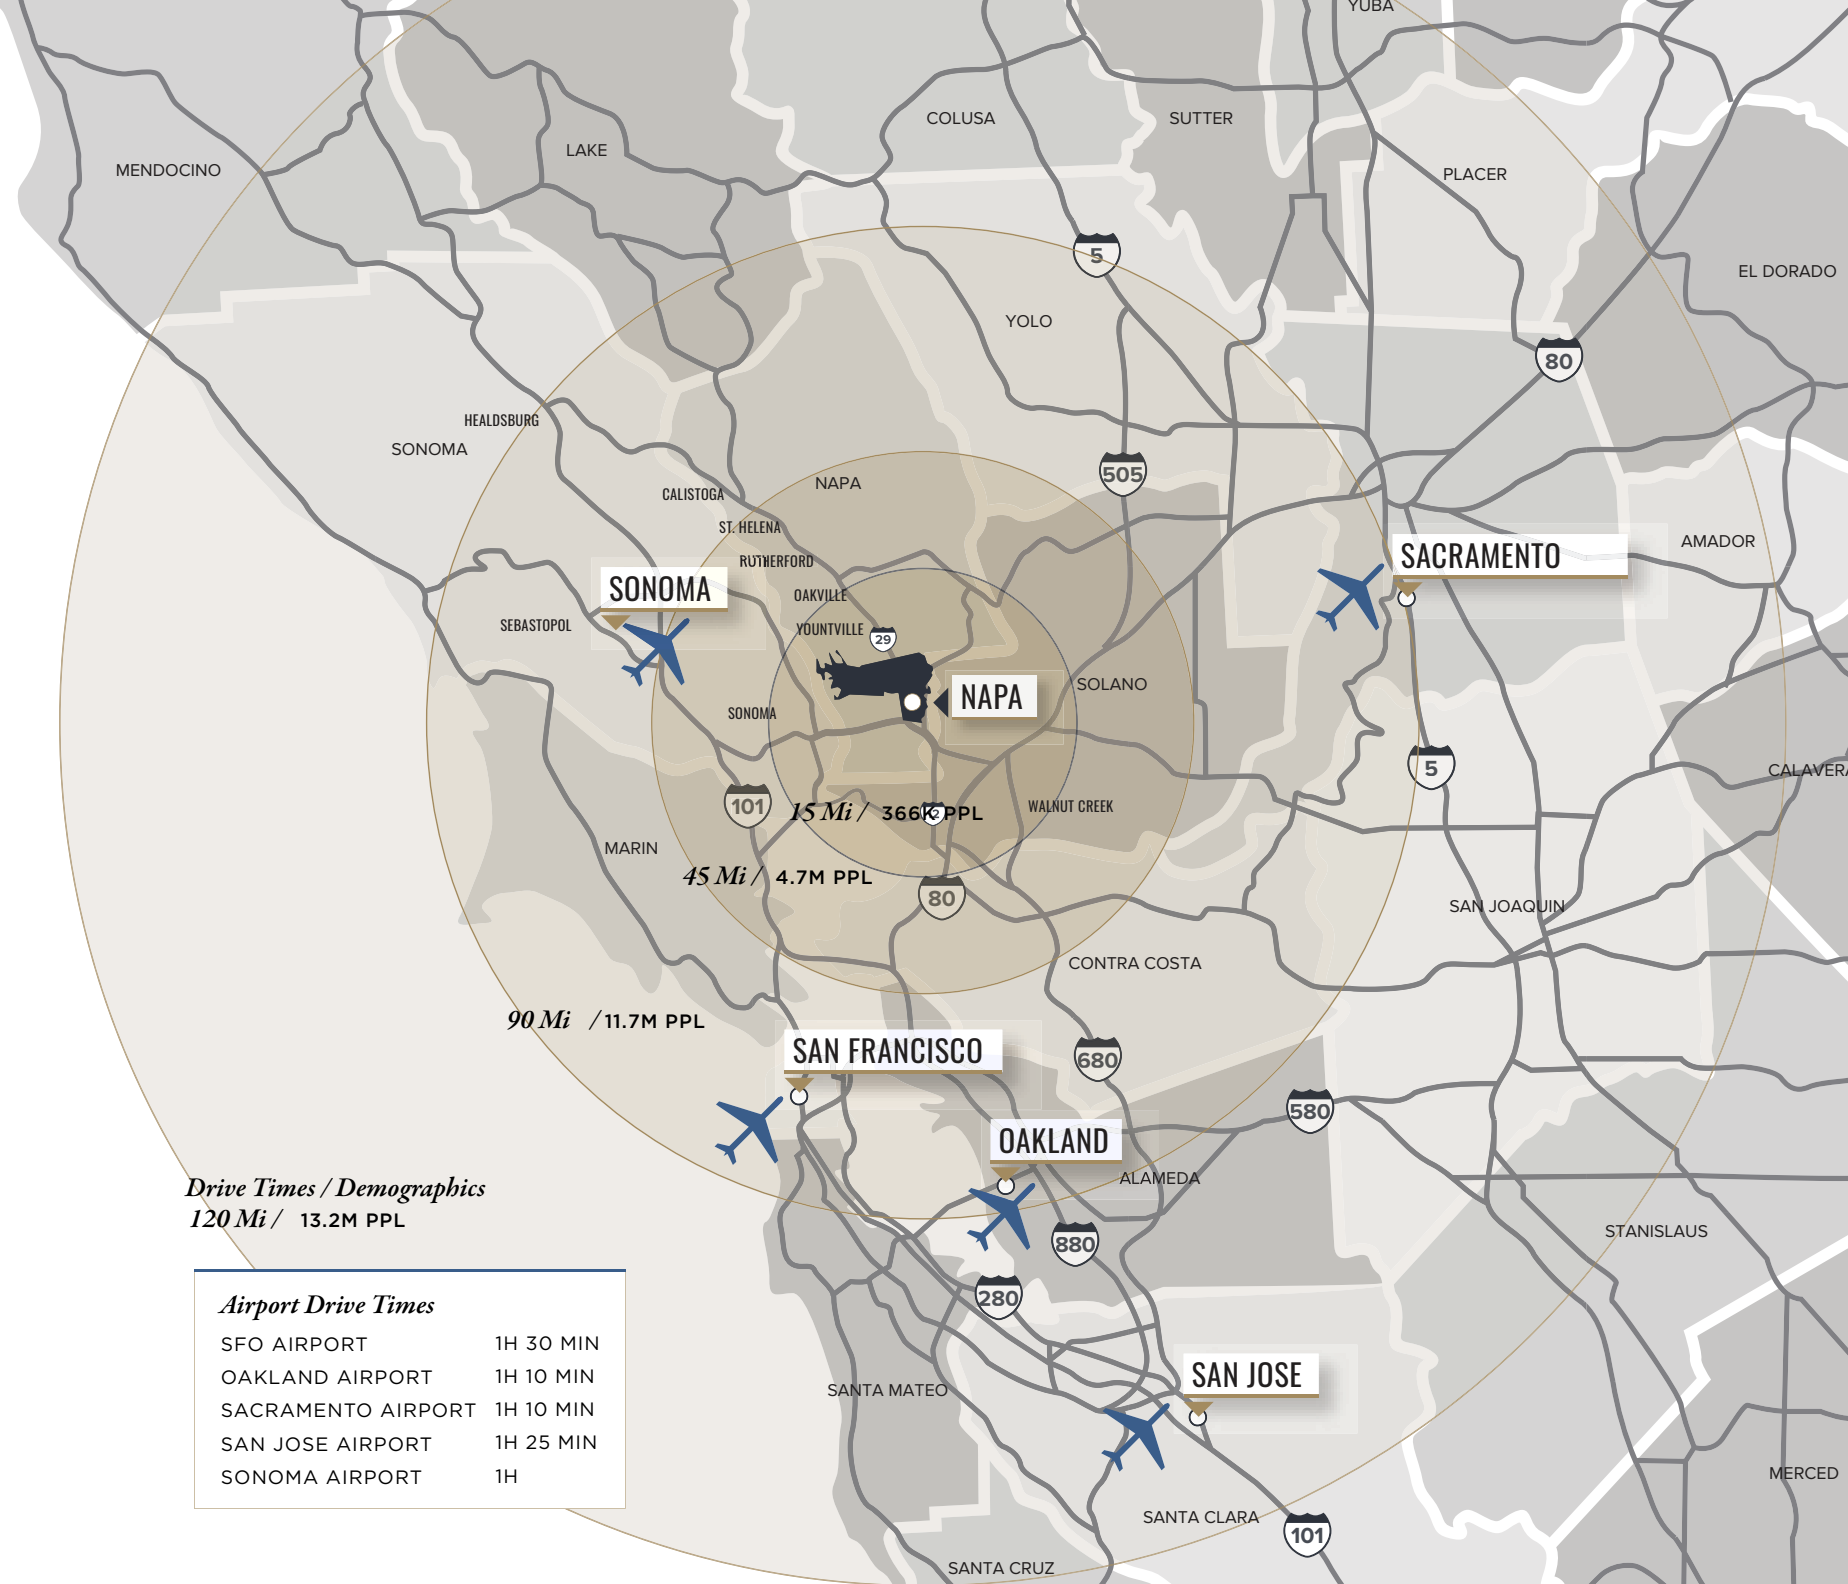 YUBA
COLUSA
SUTTER
LAKE
MENDOCINO
PLACER
5
EL DORADO
YOLO
80
HEALDSBURG
SONOMA
505
NAPA
CALISTOGA
ST. HELENA
AMADOR
SACRAMENTO
RUTHERFORD
SONOMA
OAKVILLE
SEBASTOPOL
YOUNTVILLE
29
SOLANO
NAPA
SONOMA
5
CALAVERA
101
WALNUT CREEK
15 Mi / 366K PPL
MARIN
45 Mi / 4.7M PPL
80
SAN JOAQUIN
CONTRA COSTA
90 Mi / 11.7M PPL
SAN FRANCISCO
680
580
OAKLAND
ALAMEDA
Drive Times / Demographics
120 Mi / 13.2M PPL
STANISLAUS
880
280
Airport Drive Times
SFO AIRPORT 1H 30 MIN
OAKLAND AIRPORT 1H 10 MIN
SACRAMENTO AIRPORT 1H 10 MIN
SAN JOSE AIRPORT 1H 25 MIN
SONOMA AIRPORT 1H
SAN JOSE
SANTA MATEO
MERCED
SANTA CLARA
101
SANTA CRUZ